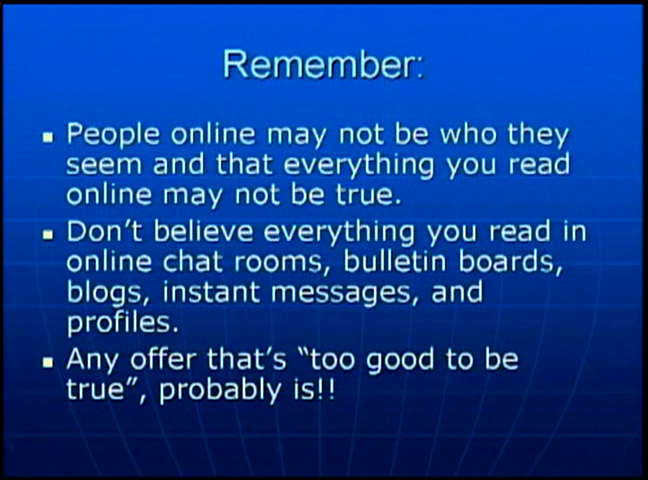 Remember:
People online may not be who they
seem and that everything you read
online may not be true.
Don't believe everything you read in
online chat rooms, bulletin boards,
blogs, instant messages, and
profiles.
Any offer that's “too good to be
true”, probably is!!